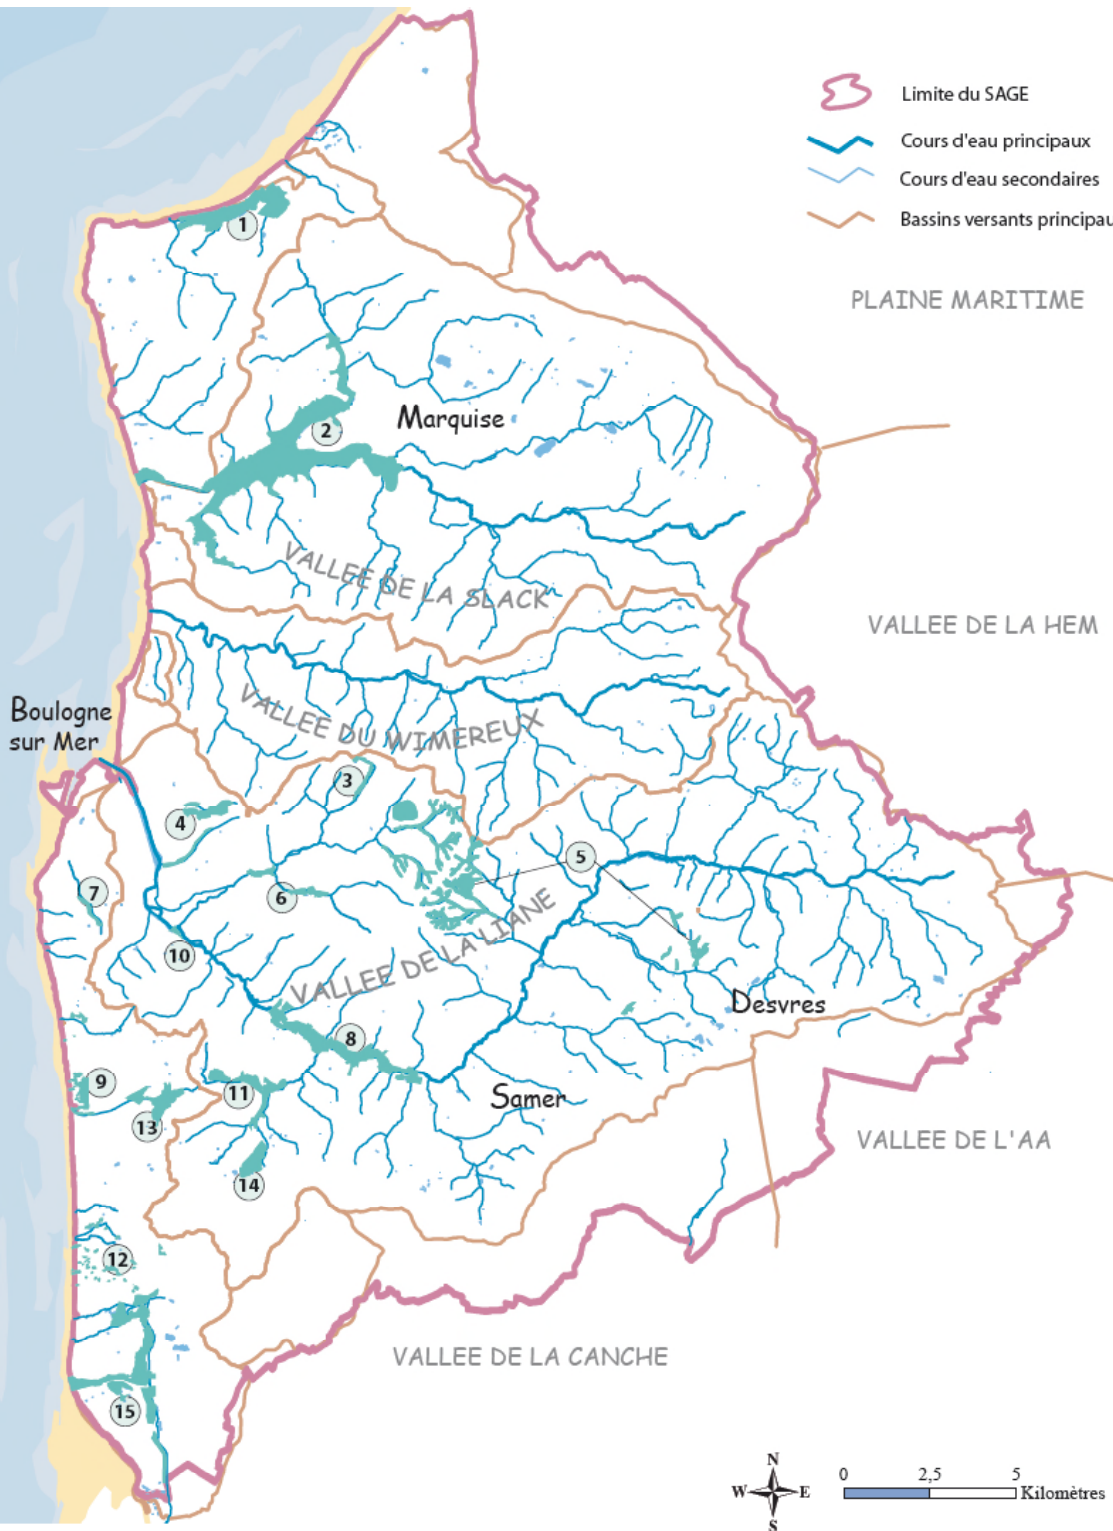 Limite du SAGE
Cours d'eau principaux
Cours d'eau secondaires
Bassins versants principau
1
PLAINE MARITIME
Marquise
2
VALLEE DE LA SLACK
VALLEE DE LA HEM
Boulogne
sur Mer
VALLEE DU WIMEREUX
3
4
5
7
6
VALLEE DE LA LIANE
10
Desvres
8
9
11
Samer
13
VALLEE DE L'AA
14
12
VALLEE DE LA CANCHE
15
N
W E
S
0 2,5 5
Kilomètres